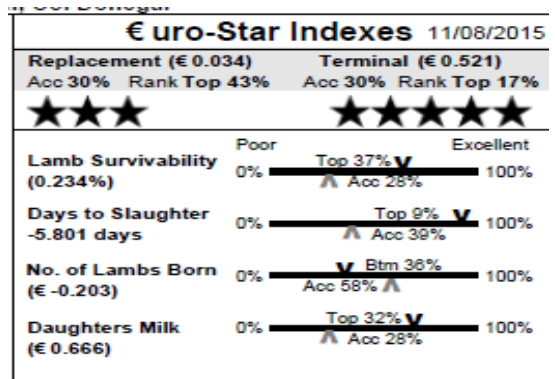 € uro-Star Indexes 11/08/2015
Replacement (€ 0.034) Terminal (€ 0.521)
Acc 30% Rank Top 43% Acc 30% Rank Top 17%
Poor Excellent
Lamb Survivability (0.234%) 0% Top 37% Acc 28% 100%
Days to Slaughter -5.801 days 0% Top 9% Acc 39% 100%
No. of Lambs Born (€ -0.203) 0% Btm 36% Acc 58% 100%
Daughters Milk (€ 0.666) 0% Top 32% Acc 28% 100%